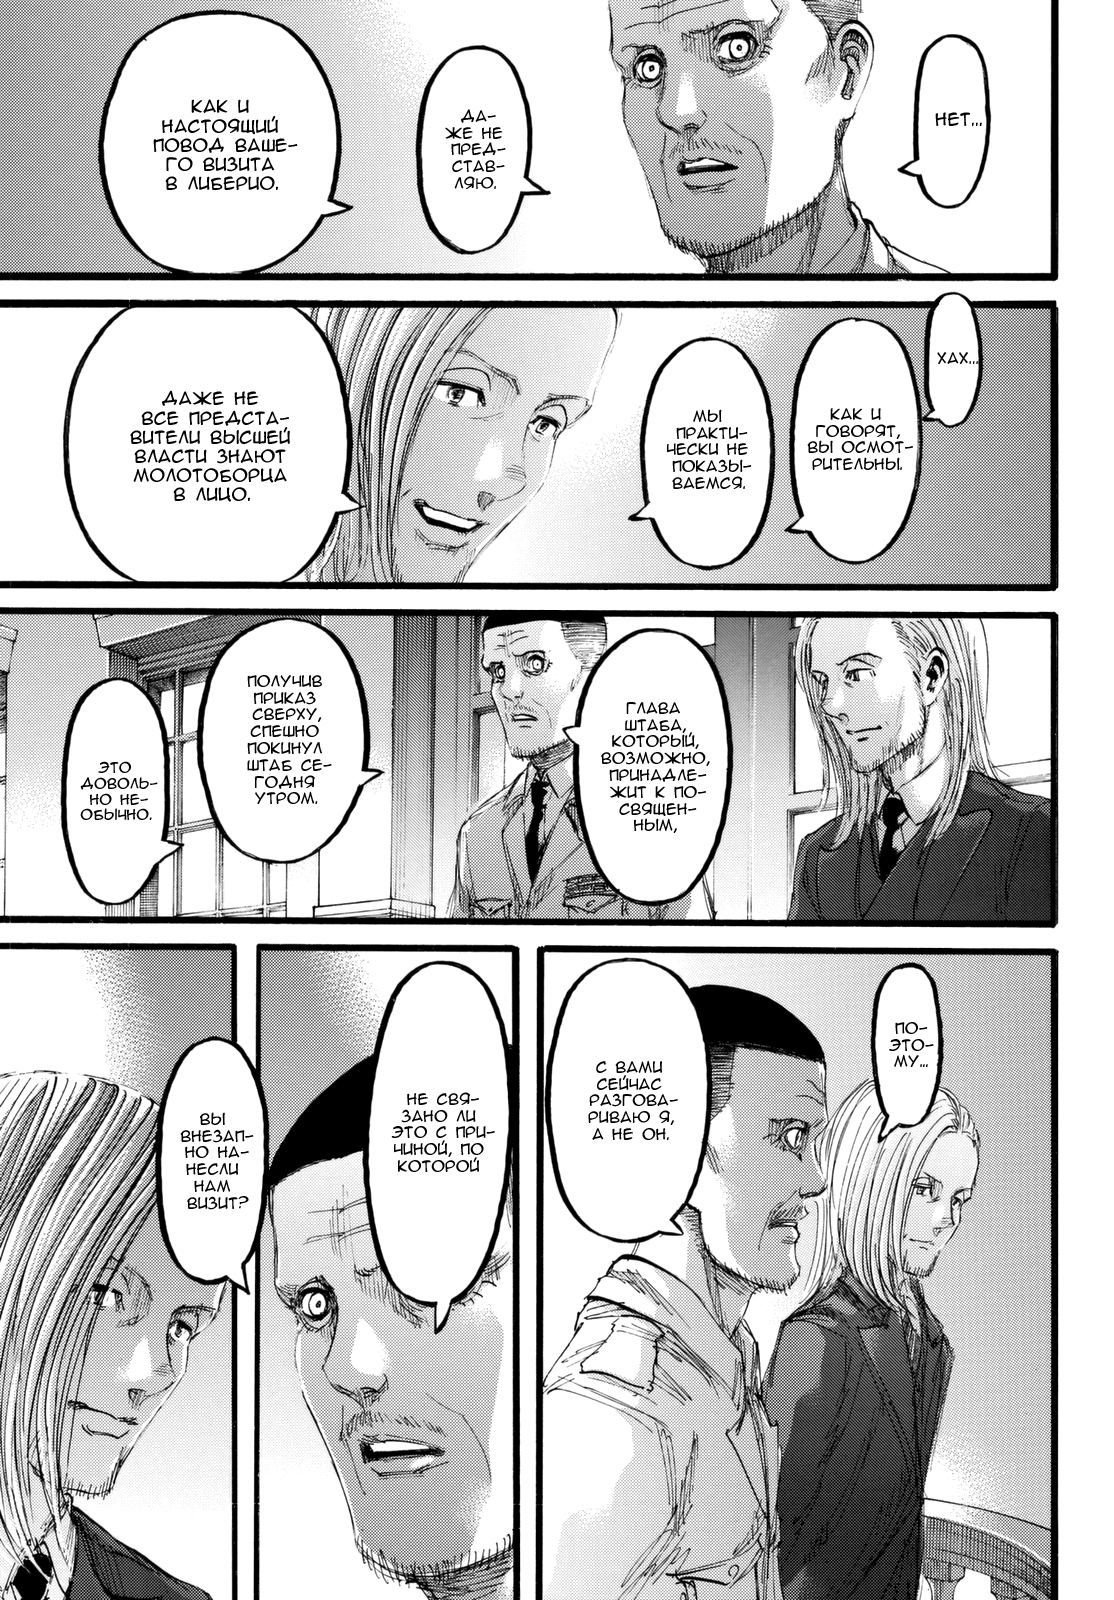 НЕТ...
ДА-
ЖЕ НЕ
ПРЕД-
СТАВ-
ЛЯЮ.
КАК И
НАСТОЯЩИЙ
ПОВОД ВАШЕ-
ГО ВИЗИТА
В ЛИБЕРИО.
ХАХ...
КАК И
ГОВОРЯТ,
ВЫ ОСМОТ-
РИТЕЛЬНЫ.
МЫ
ПРАКТИ-
ЧЕСКИ НЕ
ПОКАЗЫ-
ВАЕМСЯ.
ДАЖЕ НЕ
ВСЕ ПРЕДСТА-
ВИТЕЛИ ВЫСШЕЙ
ВЛАСТИ ЗНАЮТ
МОЛОТОБОРЦА
В ЛИЦО.
ГЛАВА
ШТАБА,
КОТОРЫЙ,
ВОЗМОЖНО,
ПРИНАДЛЕ-
ЖИТ К ПО-
СВЯЩЕН-
НЫМ,
ПОЛУЧИВ
ПРИКАЗ
СВЕРХУ,
СПЕШНО
ПОКИНУЛ
ШТАБ СЕ-
ГОДНЯ
УТРОМ.
ЭТО
ДОВОЛЬ-
НО НЕ-
ОБЫЧНО.
ПО-
ЭТО-
МУ...
С ВАМИ
СЕЙЧАС
РАЗГОВА-
РИВАЮ Я,
А НЕ ОН.
НЕ СВЯ-
ЗАНО ЛИ
ЭТО С ПРИ-
ЧИНОЙ, ПО
КОТОРОЙ
ВЫ
ВНЕЗАП-
НО НА-
НЕСЛИ
НАМ
ВИЗИТ?